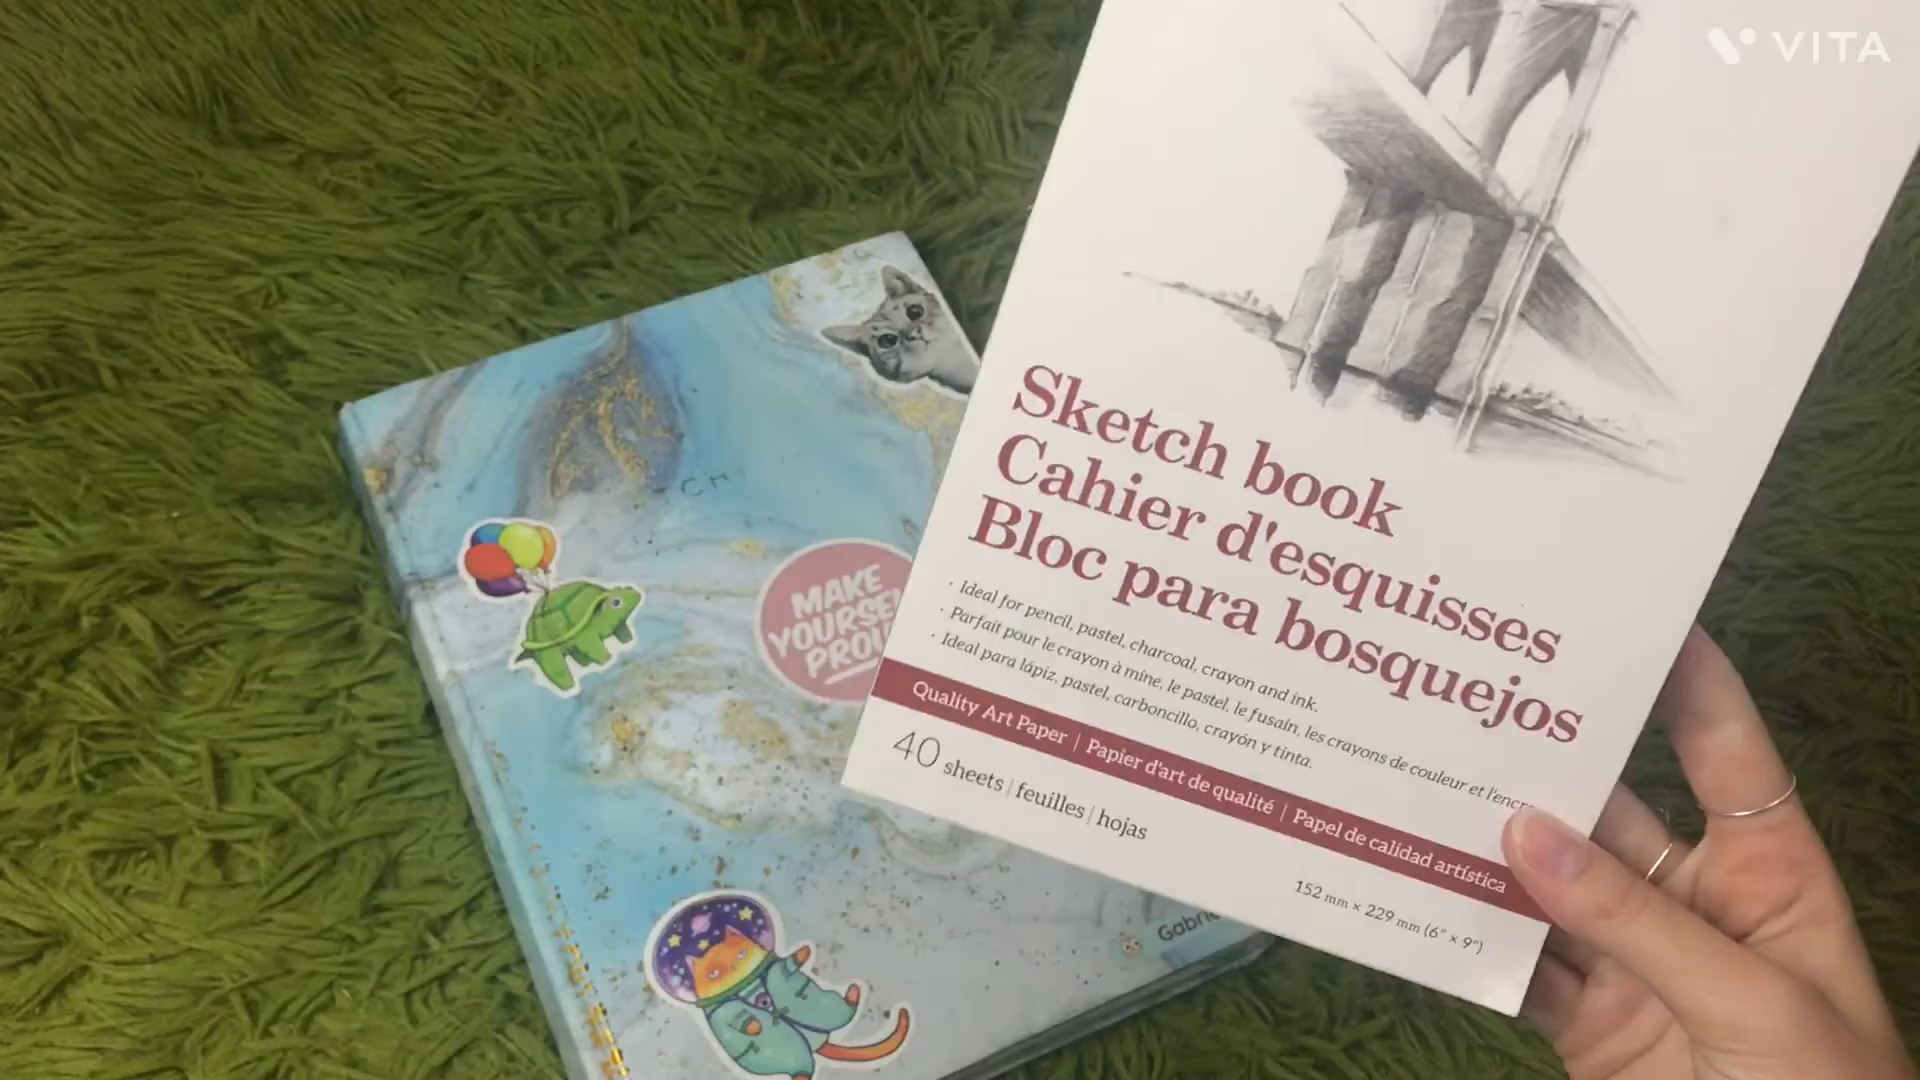 VITA
Sketch book
Cahier d'esquisses
Bloc para bosquejos
· Ideal for pencil, pastel, charcoal, crayon and ink.
· Parfait pour le crayon à mine, le pastel, le fusain, les crayons de couleur et l'encre
· Ideal para lápiz, pastel, carboncillo, crayón y tinta.
Quality Art Paper | Papier d'art de qualité | Papel de calidad artística
40 sheets | feuilles | hojas
152 mm × 229 mm (6" × 9")
MAKE
YOURSEL
PROU